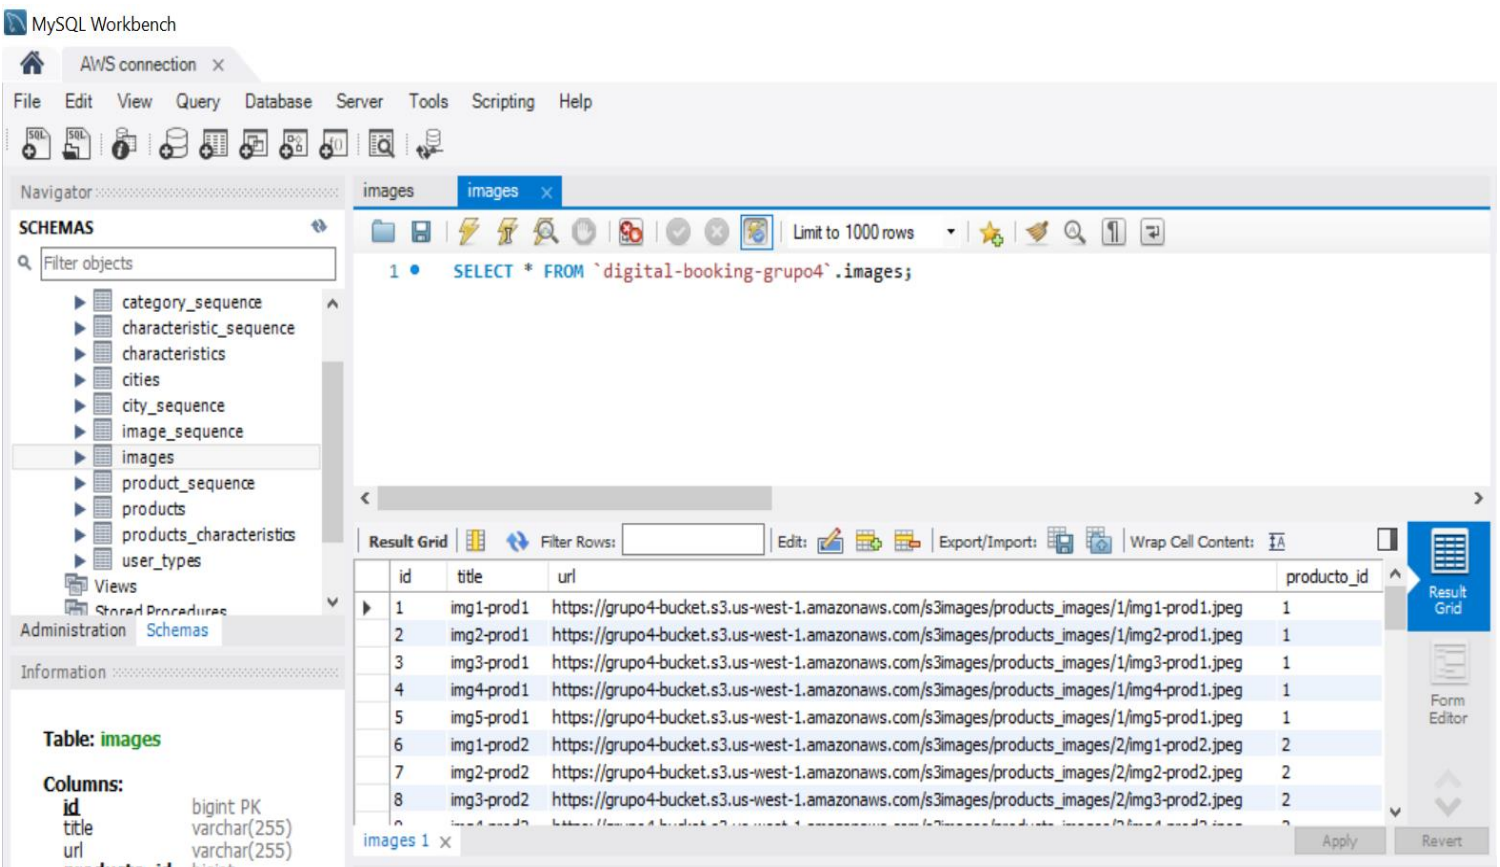 MySQL Workbench
AWS connection
File Edit View Query Database Server Tools Scripting Help
Navigator
SCHEMAS
Filter objects
category_sequence
characteristic_sequence
characteristics
cities
city_sequence
image_sequence
images
product_sequence
products
products_characteristics
user_types
Views
Stored Procedures
Administration Schemas
Information
Table: images
Columns:
id bigint PK
title varchar(255)
url varchar(255)
producto_id bigint
images images
Limit to 1000 rows
1 SELECT * FROM `digital-booking-grupo4`.images;
Result Grid Filter Rows: Edit: Export/Import: Wrap Cell Content:
id title url producto_id
1 img1-prod1 https://grupo4-bucket.s3.us-west-1.amazonaws.com/s3images/products_images/1/img1-prod1.jpeg 1
2 img2-prod1 https://grupo4-bucket.s3.us-west-1.amazonaws.com/s3images/products_images/1/img2-prod1.jpeg 1
3 img3-prod1 https://grupo4-bucket.s3.us-west-1.amazonaws.com/s3images/products_images/1/img3-prod1.jpeg 1
4 img4-prod1 https://grupo4-bucket.s3.us-west-1.amazonaws.com/s3images/products_images/1/img4-prod1.jpeg 1
5 img5-prod1 https://grupo4-bucket.s3.us-west-1.amazonaws.com/s3images/products_images/1/img5-prod1.jpeg 1
6 img1-prod2 https://grupo4-bucket.s3.us-west-1.amazonaws.com/s3images/products_images/2/img1-prod2.jpeg 2
7 img2-prod2 https://grupo4-bucket.s3.us-west-1.amazonaws.com/s3images/products_images/2/img2-prod2.jpeg 2
8 img3-prod2 https://grupo4-bucket.s3.us-west-1.amazonaws.com/s3images/products_images/2/img3-prod2.jpeg 2
Result
Grid
Form
Editor
images 1
Apply Revert